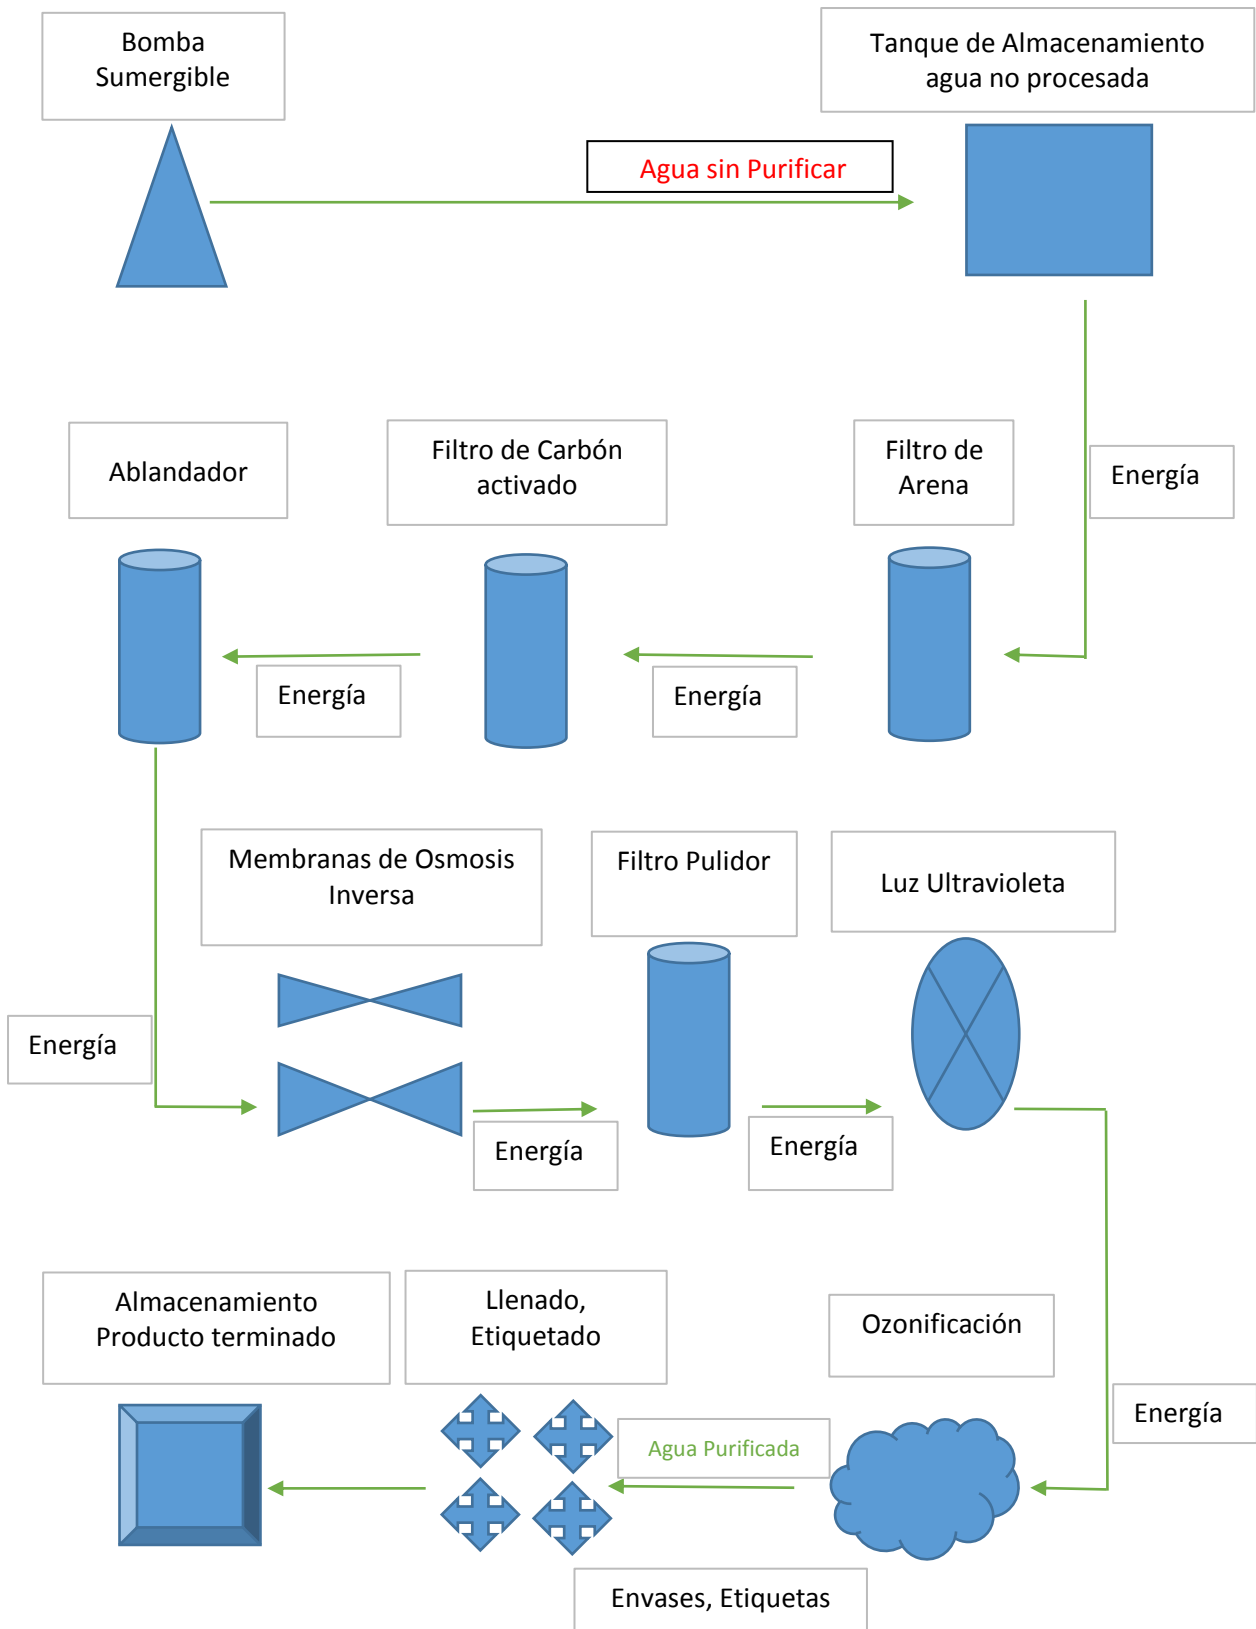 Bomba
Sumergible
Tanque de Almacenamiento
agua no procesada
Agua sin Purificar
Ablandador
Filtro de Carbón
activado
Filtro de
Arena
Energía
Energía
Energía
Membranas de Osmosis
Inversa
Filtro Pulidor
Luz Ultravioleta
Energía
Energía
Energía
Almacenamiento
Producto terminado
Llenado,
Etiquetado
Ozonificación
Energía
Agua Purificada
Envases, Etiquetas